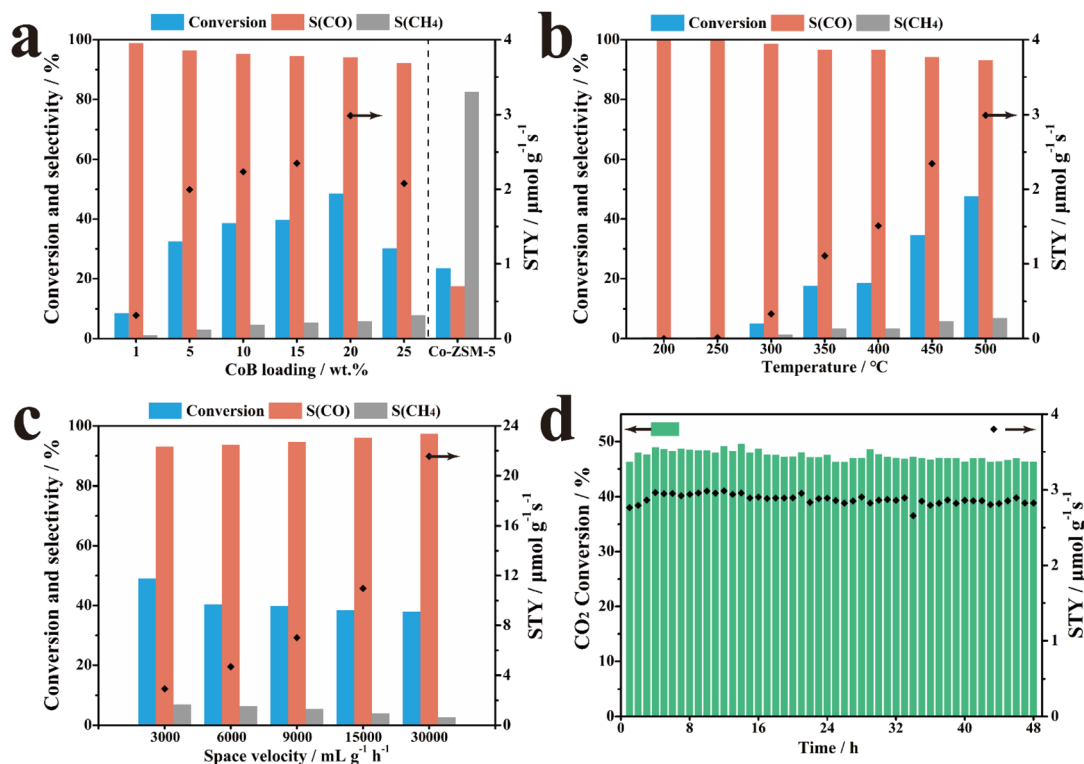 a
Conversion S(CO) S(CH₄)
Conversion and selectivity / %
100
80
60
40
20
0
1 5 10 15 20 25 Co-ZSM-5
CoB loading / wt.%
4
3
2
1
0
STY / μmol g⁻¹s⁻¹
b
Conversion S(CO) S(CH₄)
Conversion and selectivity / %
100
80
60
40
20
0
200 250 300 350 400 450 500
Temperature / °C
4
3
2
1
0
STY / μmol g⁻¹s⁻¹
c
Conversion S(CO) S(CH₄)
Conversion and selectivity / %
100
80
60
40
20
0
3000 6000 9000 15000 30000
Space velocity / mL g⁻¹ h⁻¹
24
20
16
12
8
4
0
STY / μmol g⁻¹s⁻¹
d
CO₂ Conversion / %
50
40
30
20
10
0
0 8 16 24 32 40 48
Time / h
4
3
2
1
0
STY / μmol g⁻¹s⁻¹